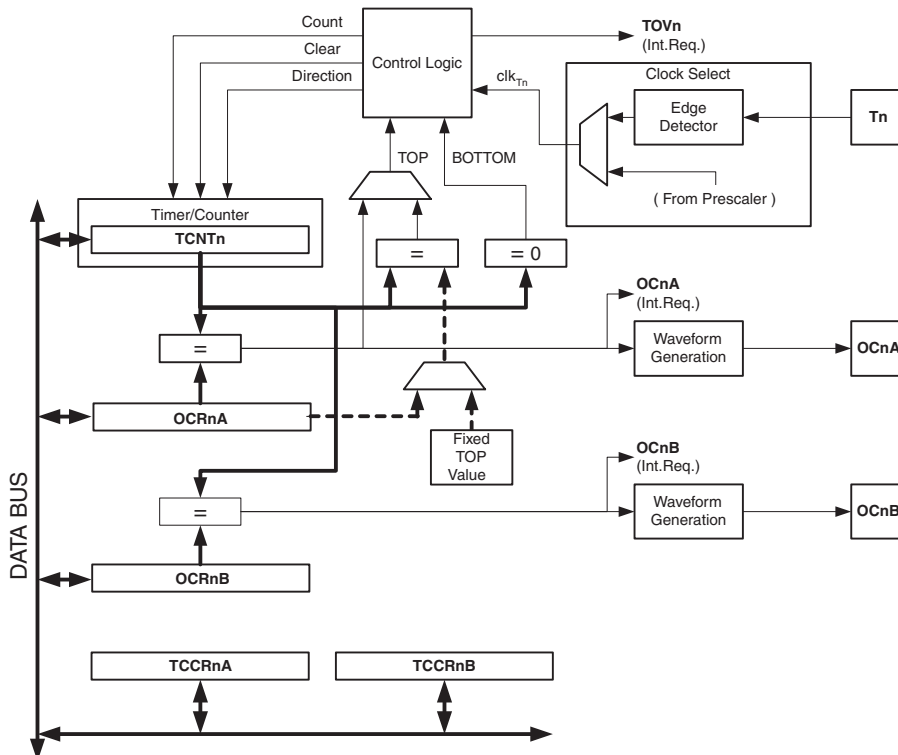 Count
Clear
Direction
Control Logic
TOVn
(Int.Req.)
clkTn
Clock Select
Edge
Detector
Tn
( From Prescaler )
TOP
BOTTOM
Timer/Counter
TCNTn
=
= 0
OCnA
(Int.Req.)
=
Waveform
Generation
OCnA
OCRnA
Fixed
TOP
Value
OCnB
(Int.Req.)
=
Waveform
Generation
OCnB
OCRnB
DATA BUS
TCCRnA
TCCRnB